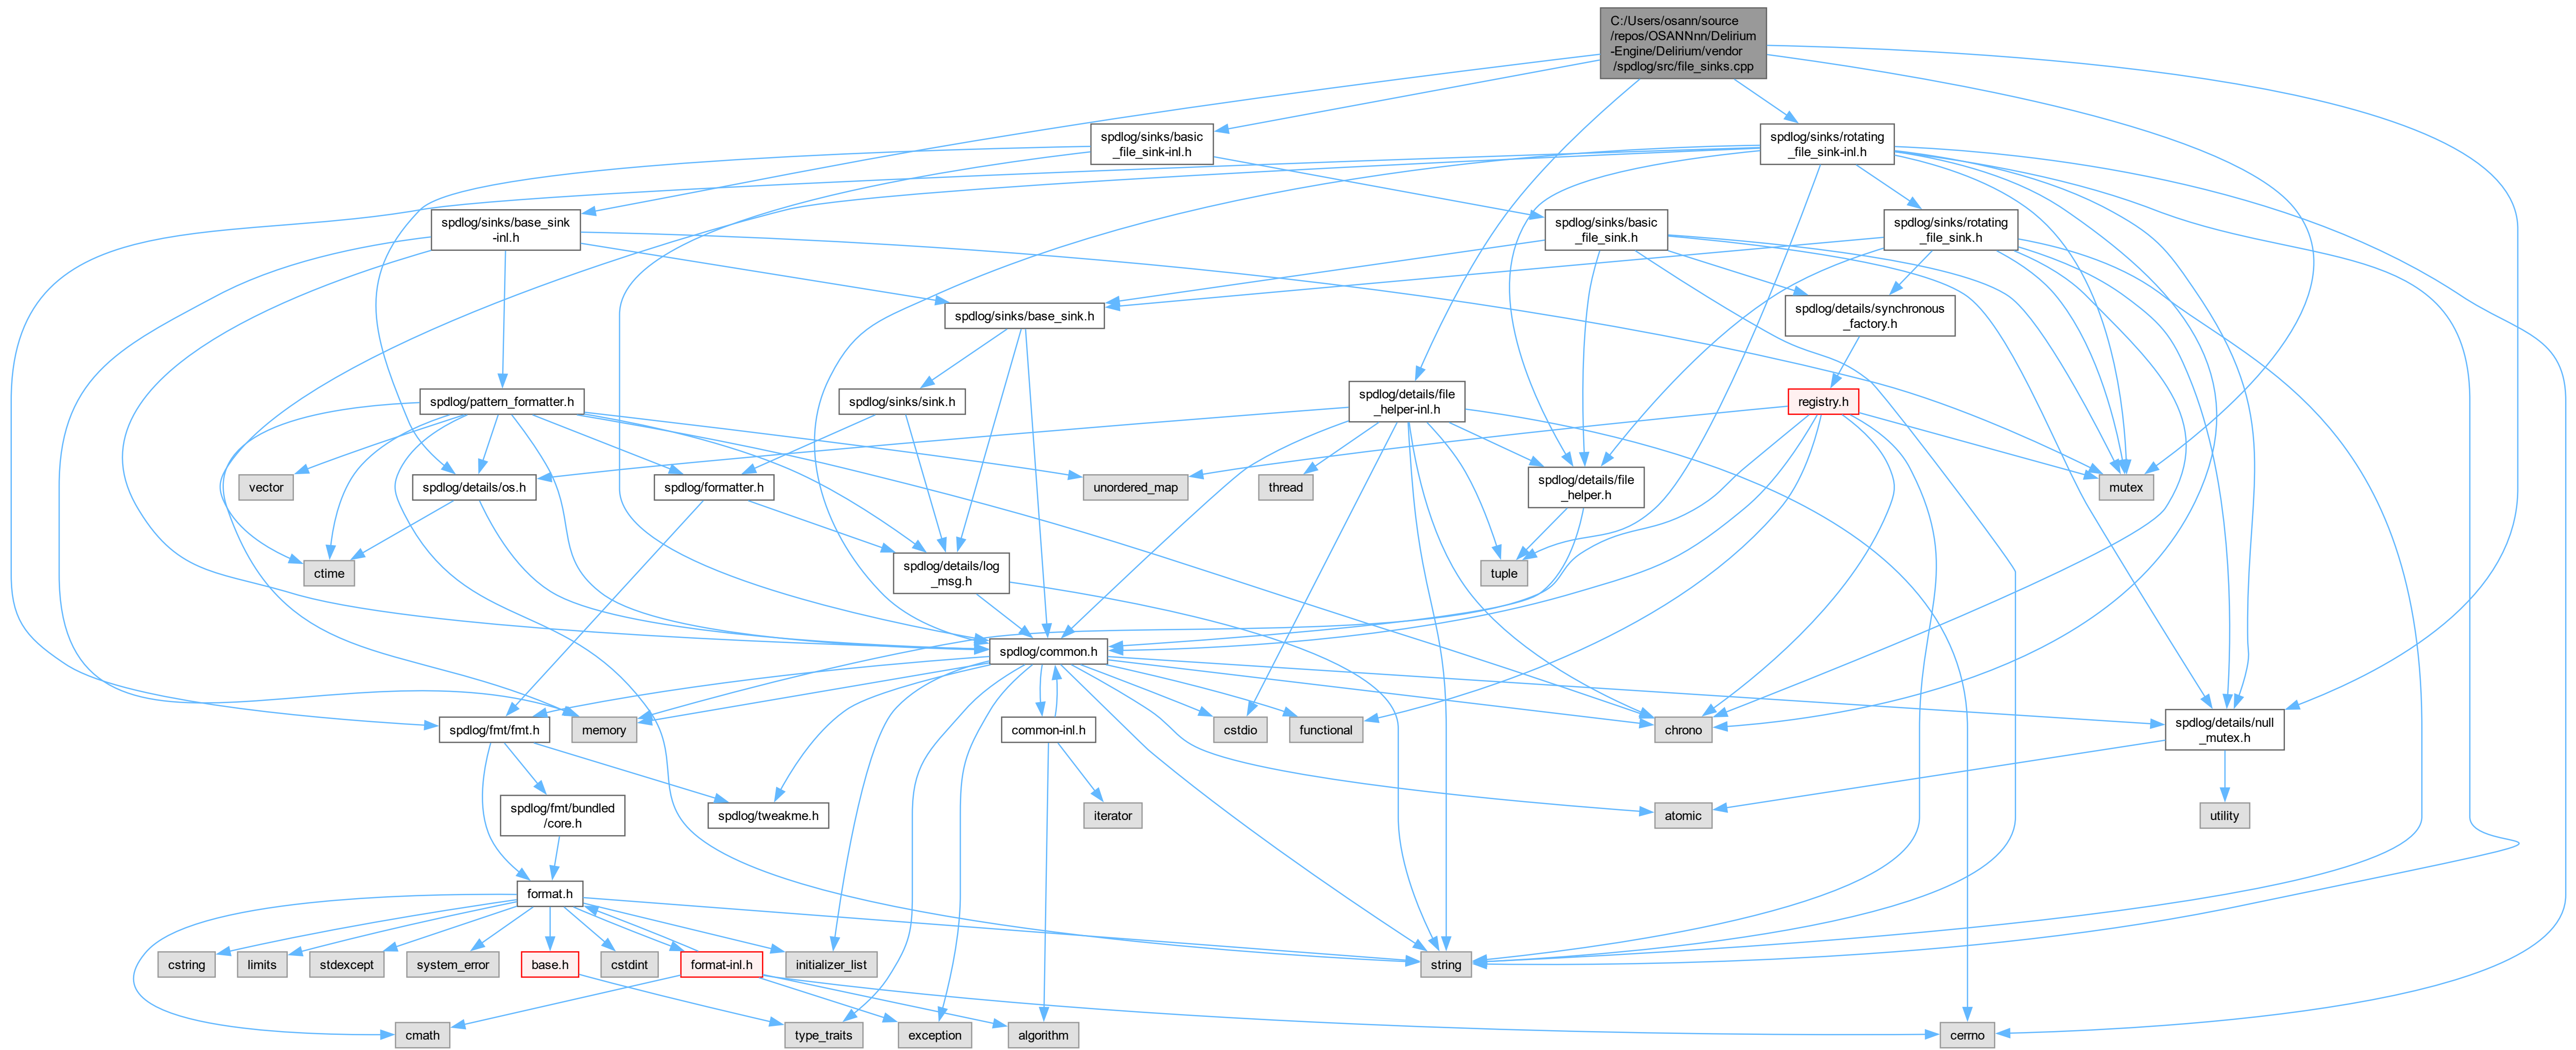 C:/Users/osann/source
/repos/OSANNnn/Delirium
-Engine/Delirium/vendor
/spdlog/src/file_sinks.cpp
spdlog/sinks/basic
_file_sink-inl.h
spdlog/sinks/rotating
_file_sink-inl.h
spdlog/sinks/base_sink
-inl.h
spdlog/sinks/basic
_file_sink.h
spdlog/sinks/rotating
_file_sink.h
spdlog/sinks/base_sink.h
spdlog/details/synchronous
_factory.h
spdlog/pattern_formatter.h
spdlog/sinks/sink.h
spdlog/details/file
_helper-inl.h
registry.h
vector
spdlog/details/os.h
spdlog/formatter.h
unordered_map
thread
spdlog/details/file
_helper.h
mutex
ctime
spdlog/details/log
_msg.h
tuple
spdlog/common.h
spdlog/fmt/fmt.h
memory
common-inl.h
cstdio
functional
chrono
spdlog/details/null
_mutex.h
spdlog/fmt/bundled
/core.h
spdlog/tweakme.h
iterator
atomic
utility
format.h
cstring
limits
stdexcept
system_error
base.h
cstdint
format-inl.h
initializer_list
string
cmath
type_traits
exception
algorithm
cerrno